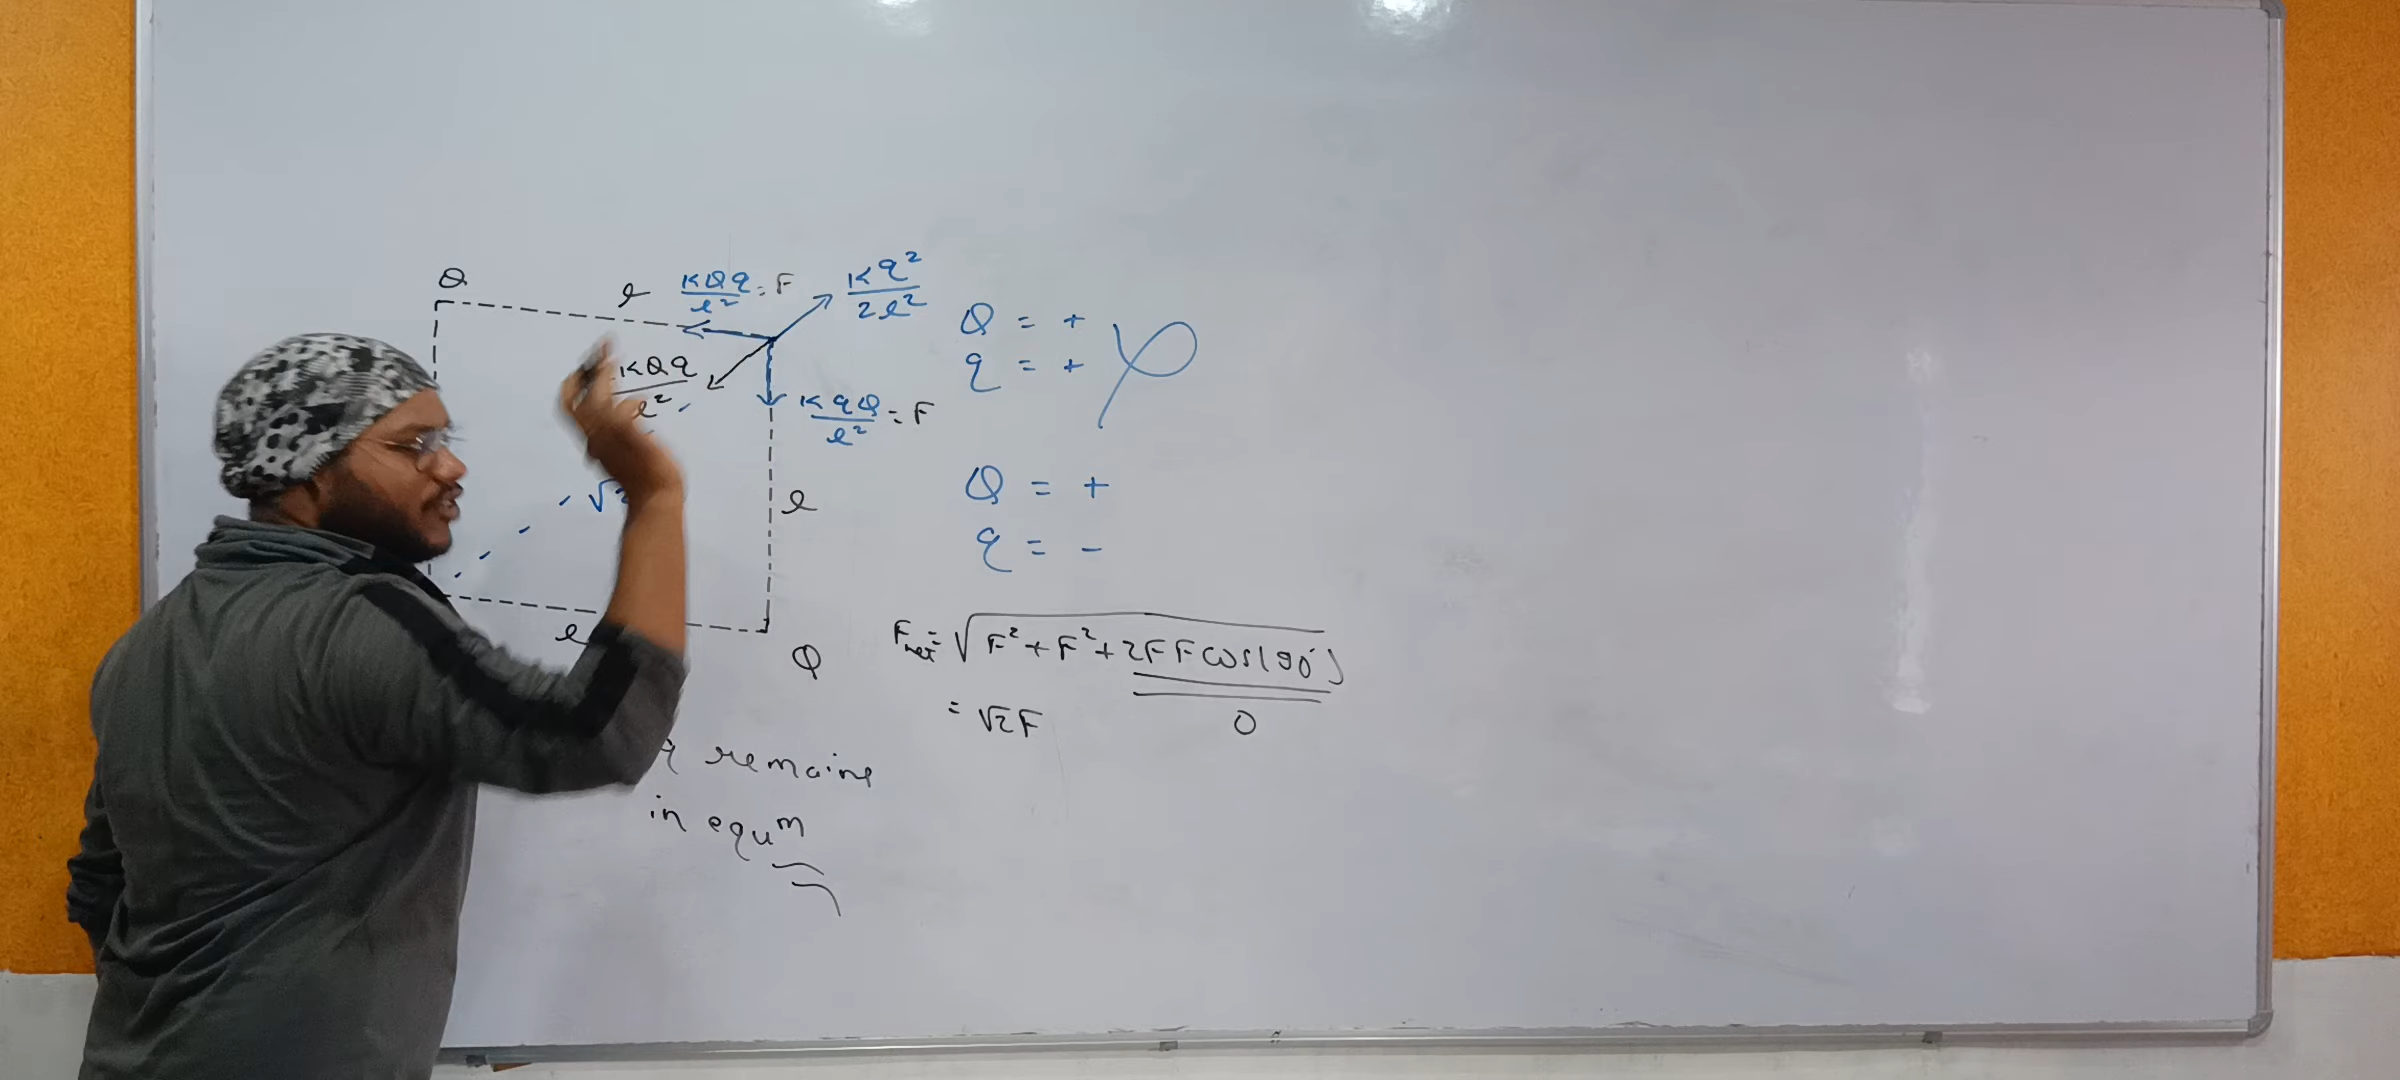 Q
l
KQq/l² = F
Kq²/2l²
Q = +
q = +
KQq/l²
KqQ/l² = F
Q = +
q = -
√2
l
l
Q
Fnet = √F² + F² + 2FF cos(90°)
= √2F
0
q remains
in equm